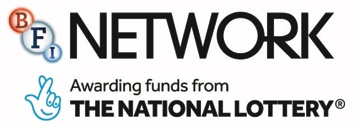 BFI NETWORK
Awarding funds from
THE NATIONAL LOTTERY®